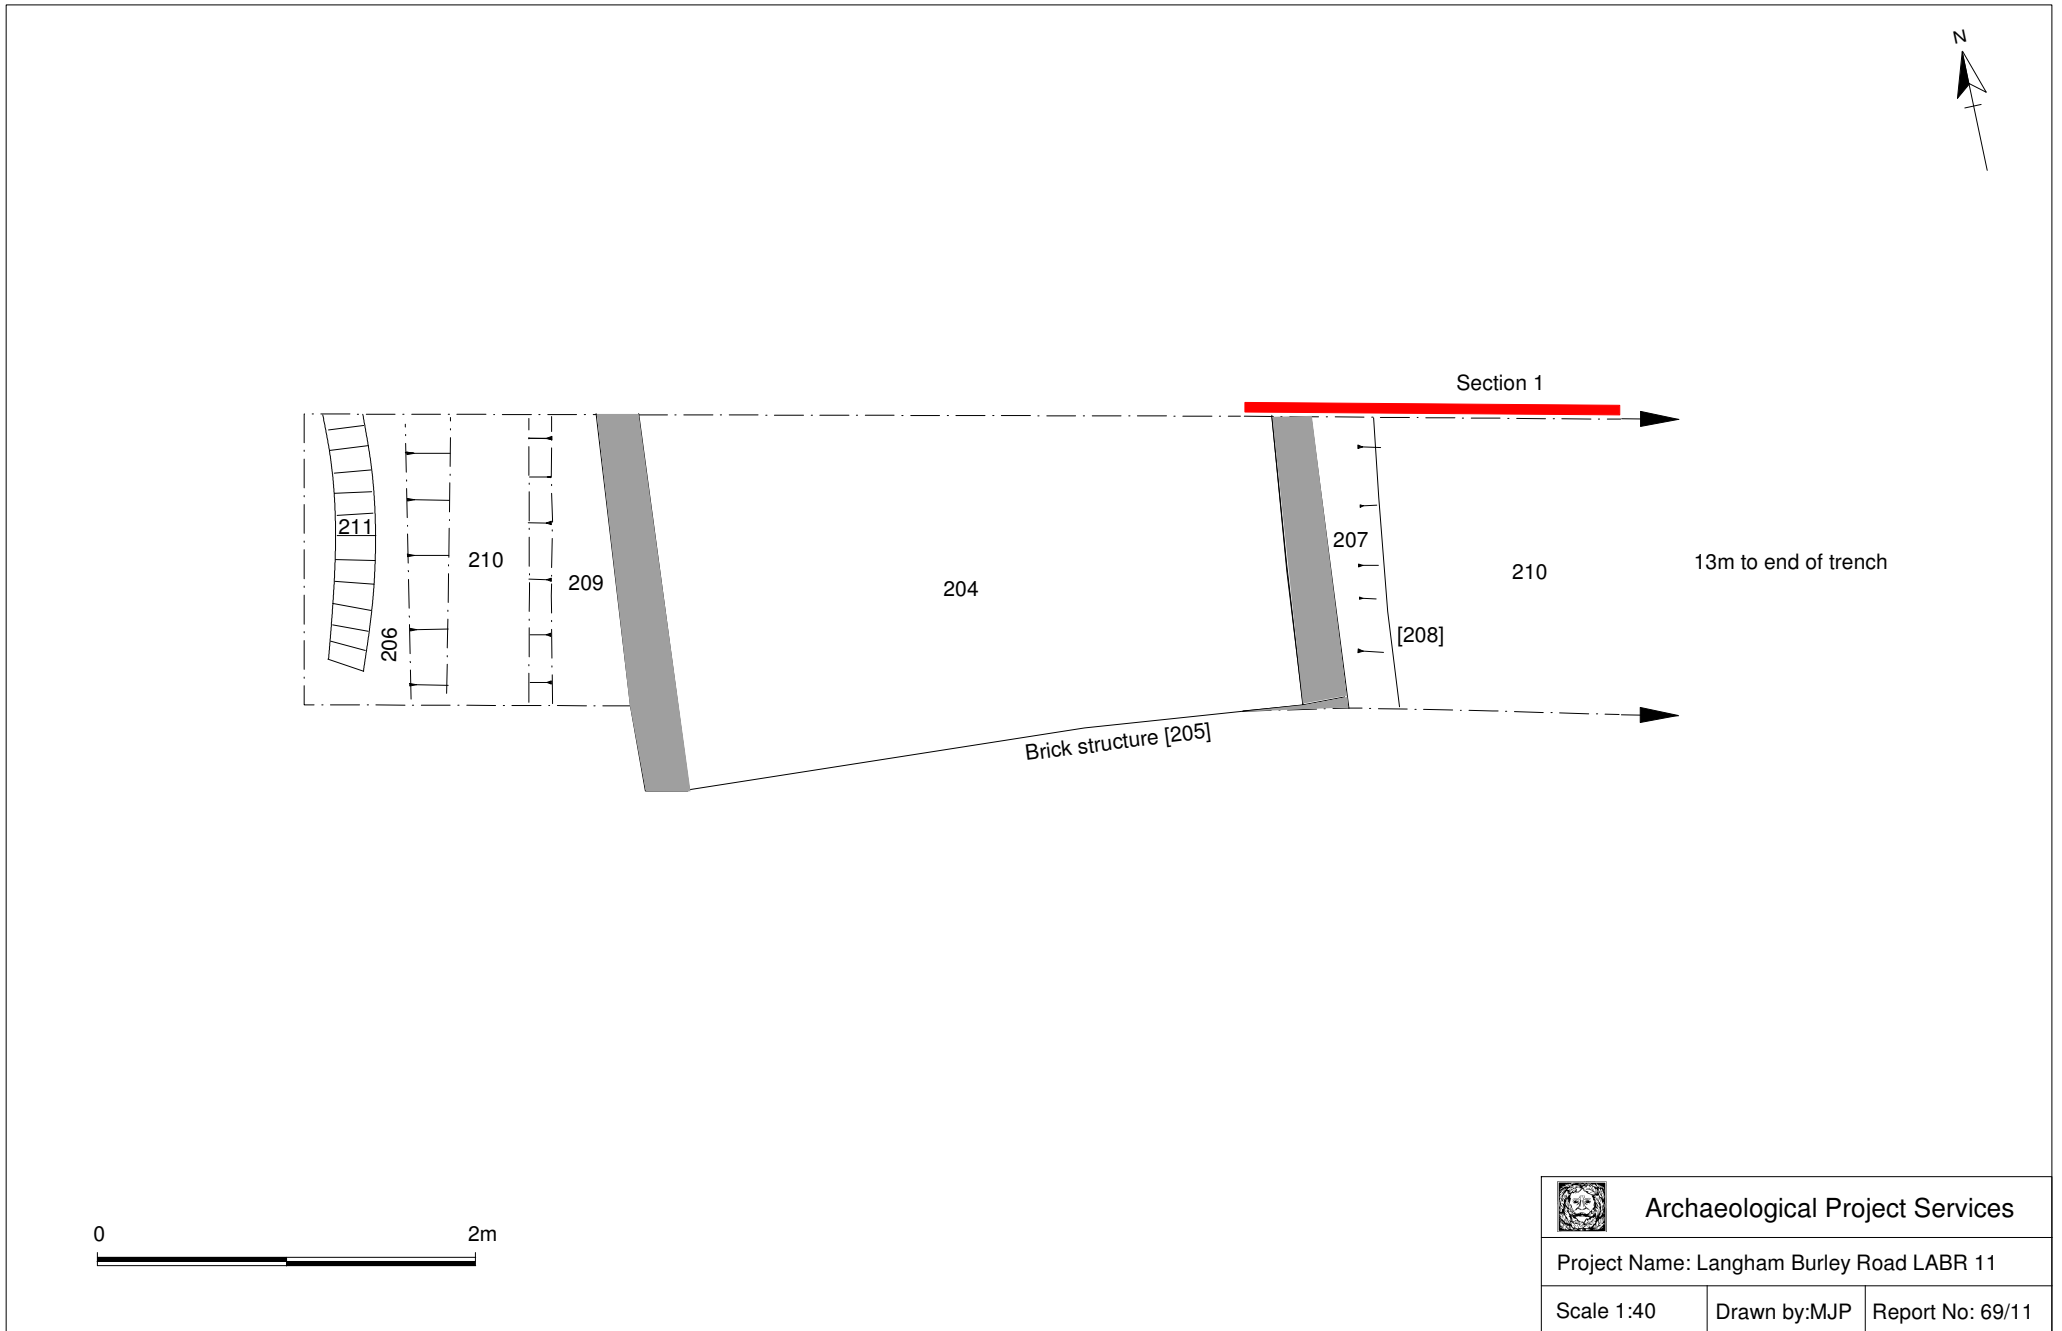 N
Section 1
211
210
206
209
204
207
[208]
210
13m to end of trench
Brick structure [205]
0 2m
Archaeological Project Services
Project Name: Langham Burley Road LABR 11
Scale 1:40 Drawn by:MJP Report No: 69/11